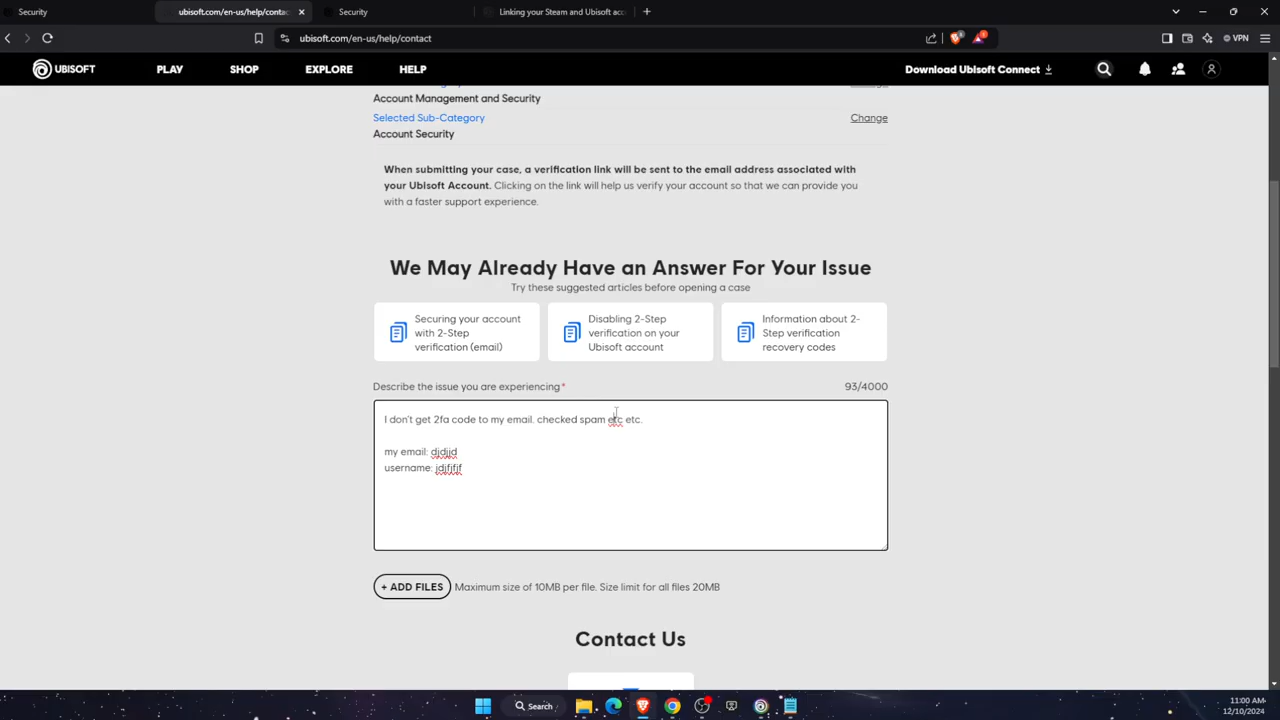 Security
ubisoft.com/en-us/help/contac
Security
Linking your Steam and Ubisoft acc
ubisoft.com/en-us/help/contact
VPN
UBISOFT
PLAY
SHOP
EXPLORE
HELP
Download Ubisoft Connect
Account Management and Security
Selected Sub-Category
Change
Account Security
When submitting your case, a verification link will be sent to the email address associated with
your Ubisoft Account. Clicking on the link will help us verify your account so that we can provide you
with a faster support experience.
We May Already Have an Answer For Your Issue
Try these suggested articles before opening a case
Securing your account
with 2-Step
verification (email)
Disabling 2-Step
verification on your
Ubisoft account
Information about 2-
Step verification
recovery codes
Describe the issue you are experiencing*
93/4000
I don't get 2fa code to my email. checked spam etc etc.
my email: djdjjd
username: jdjfjfjf
+ ADD FILES
Maximum size of 10MB per file. Size limit for all files 20MB
Contact Us
Search
11:00 AM
12/10/2024